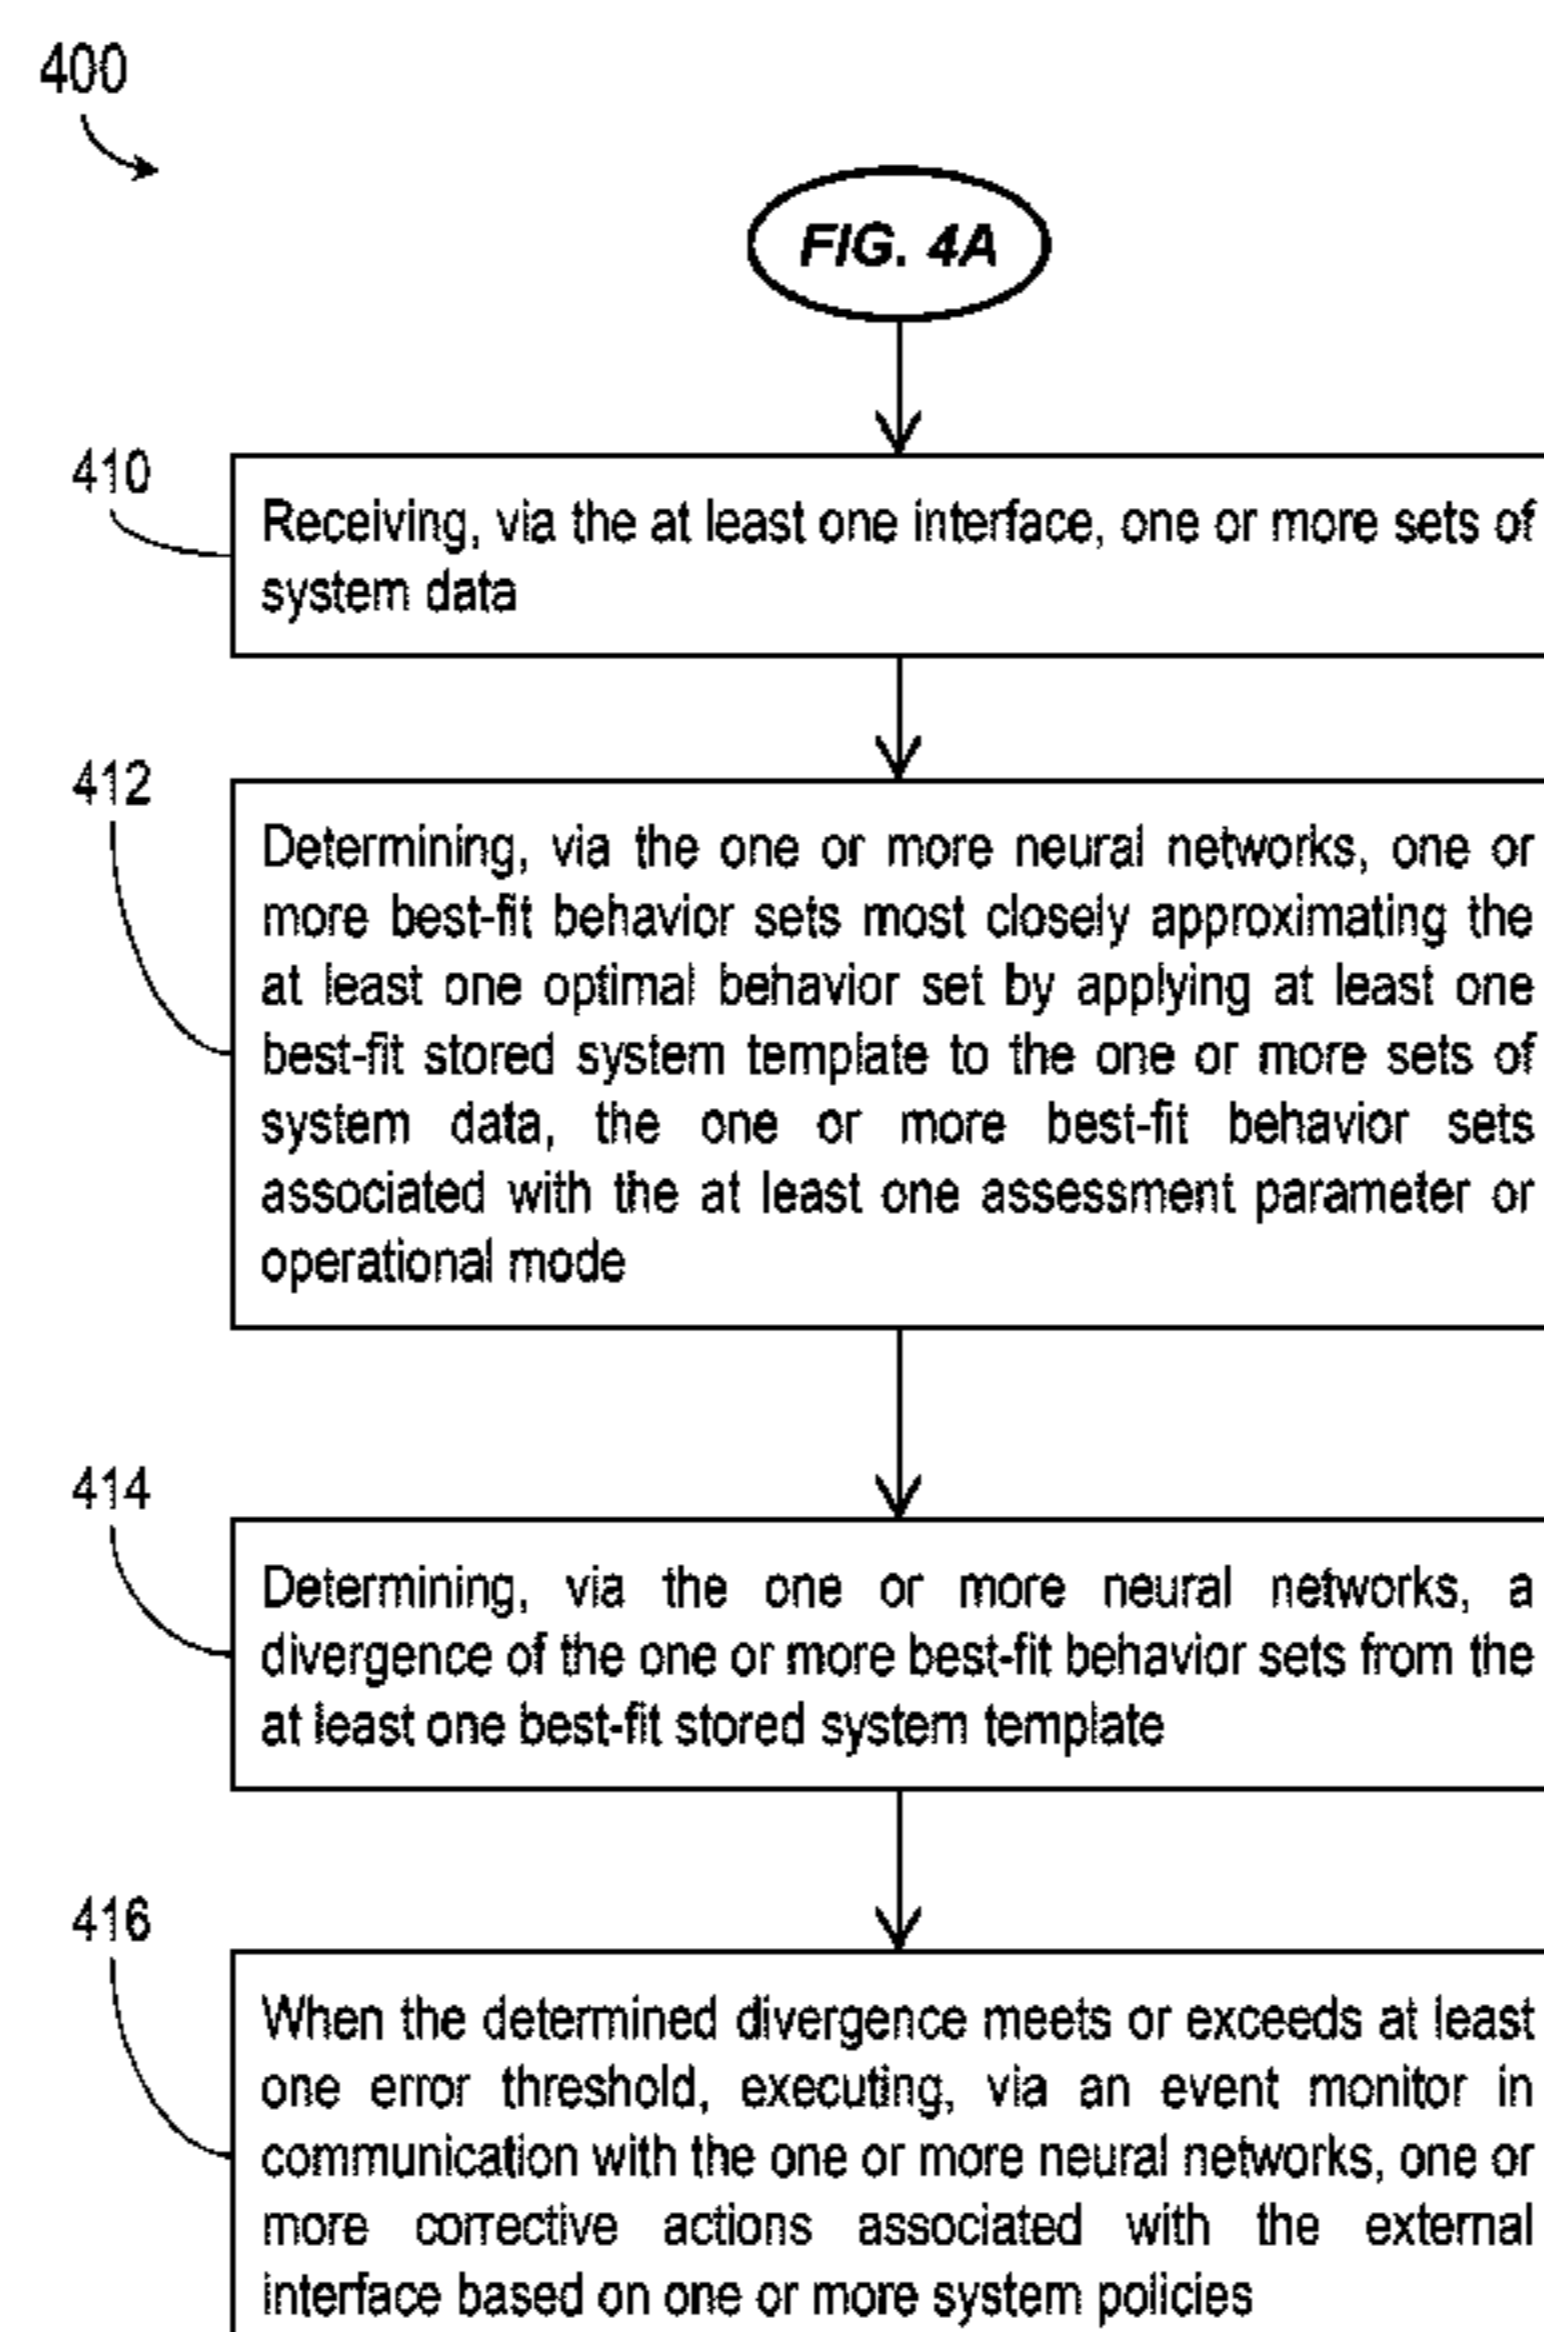 400
FIG. 4A
410
Receiving, via the at least one interface, one or more sets of
system data
412
Determining, via the one or more neural networks, one or
more best-fit behavior sets most closely approximating the
at least one optimal behavior set by applying at least one
best-fit stored system template to the one or more sets of
system data, the one or more best-fit behavior sets
associated with the at least one assessment parameter or
operational mode
414
Determining, via the one or more neural networks, a
divergence of the one or more best-fit behavior sets from the
at least one best-fit stored system template
416
When the determined divergence meets or exceeds at least
one error threshold, executing, via an event monitor in
communication with the one or more neural networks, one or
more corrective actions associated with the external
interface based on one or more system policies